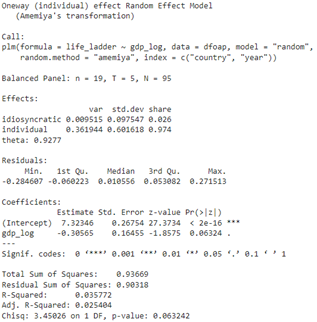 Oneway (individual) effect Random Effect Model
(Amemiya's transformation)
Call:
plm(formula = life_ladder ~ gdp_log, data = dfoap, model = "random",
random.method = "amemiya", index = c("country", "year"))
Balanced Panel: n = 19, T = 5, N = 95
Effects:
var std.dev share
idiosyncratic 0.009515 0.097547 0.026
individual 0.361944 0.601618 0.974
theta: 0.9277
Residuals:
Min. 1st Qu. Median 3rd Qu. Max.
-0.284607 -0.060223 0.010556 0.053082 0.271513
Coefficients:
Estimate Std. Error z-value Pr(>|z|)
(Intercept) 7.32346 0.26754 27.3734 < 2e-16 ***
gdp_log -0.30565 0.16455 -1.8575 0.06324 .
---
Signif. codes: 0 ‘***’ 0.001 ‘**’ 0.01 ‘*’ 0.05 ‘.’ 0.1 ‘ ’ 1
Total Sum of Squares: 0.93669
Residual Sum of Squares: 0.90318
R-Squared: 0.035772
Adj. R-Squared: 0.025404
Chisq: 3.45026 on 1 DF, p-value: 0.063242